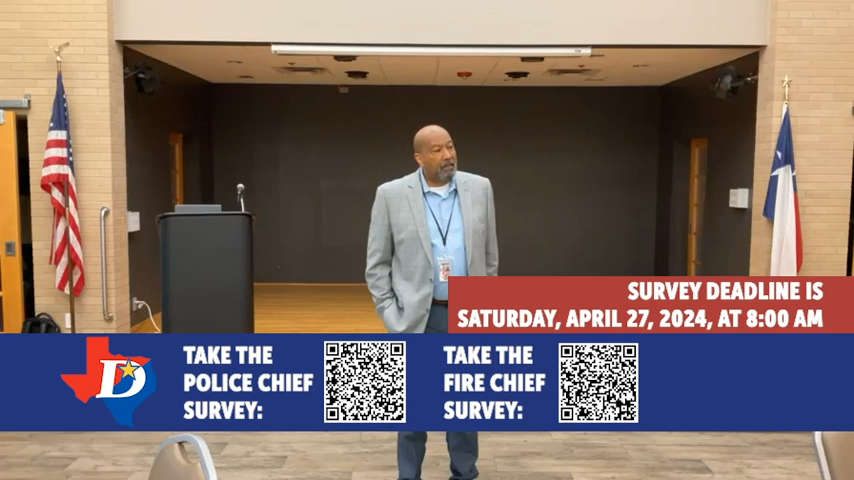 SURVEY DEADLINE IS
SATURDAY, APRIL 27, 2024, AT 8:00 AM
D
TAKE THE
POLICE CHIEF
SURVEY:
TAKE THE
FIRE CHIEF
SURVEY: